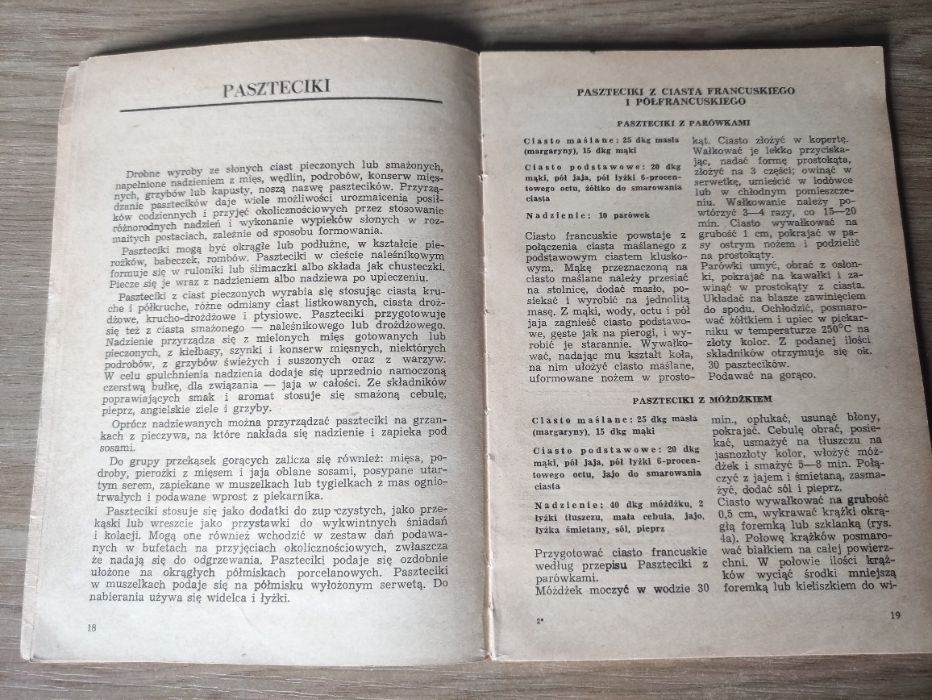 PASZTECIKI
Drobne wyroby ze słonych ciast pieczonych lub smażonych,
napełnione nadzieniem z mięs, wędlin, podrobów, konserw mięs-
nych, grzybów lub kapusty, noszą nazwę pasztecików. Przyrzą-
dzanie pasztecików daje wiele możliwości urozmaicenia posił-
ków codziennych i przyjęć okolicznościowych przez stosowanie
różnorodnych nadzień i wykonanie wypieków słonych w roz-
maitych postaciach, zależnie od sposobu formowania.
Paszteciki mogą być okrągłe lub podłużne, w kształcie pie-
rożków, babeczek, rombów. Paszteciki w cieście naleśnikowym
formuje się w ruloniki lub ślimaczki albo składa jak chusteczki.
Piecze się je wraz z nadzieniem albo nadziewa po upieczeniu.
Paszteciki z ciast pieczonych wyrabia się stosując ciasta kru-
che i półkruche, różne odmiany ciast listkowanych, ciasta droż-
dżowe, krucho-drożdżowe i ptysiowe. Paszteciki przygotowuje
się też z ciasta smażonego — naleśnikowego lub drożdżowego.
Nadzienie przyrządza się z mielonych mięs gotowanych lub
pieczonych, z kiełbasy, szynki i konserw mięsnych, niektórych
podrobów, z grzybów świeżych i suszonych oraz z warzyw.
W celu spulchnienia nadzienia dodaje się uprzednio namoczoną
czerstwą bułkę, dla związania — jaja w całości. Ze składników
poprawiających smak i aromat stosuje się smażoną cebulę,
pieprz, angielskie ziele i grzyby.
Oprócz nadziewanych można przyrządzać paszteciki na grzan-
kach z pieczywa, na które nakłada się nadzienie i zapieka pod
sosami.
Do grupy przekąsek gorących zalicza się również: mięsa, po-
droby, pierożki z mięsem i jaja oblane sosami, posypane utar-
tym serem, zapiekane w muszelkach lub tygielkach z mas ognio-
trwałych i podawane wprost z piekarnika.
Paszteciki stosuje się jako dodatki do zup czystych, jako prze-
kąski lub wreszcie jako przystawki do wykwintnych śniadań
i kolacji. Mogą one również wchodzić w zestaw dań podawa-
nych w bufetach na przyjęciach okolicznościowych, zwłaszcza
że nadają się do odgrzewania. Paszteciki podaje się ozdobnie
ułożone na okrągłych półmiskach porcelanowych. Paszteciki
w muszelkach podaje się na półmisku wyłożonym serwetą. Do
nabierania używa się widelca i łyżki.
18
PASZTECIKI Z CIASTA FRANCUSKIEGO
I PÓŁFRANCUSKIEGO
PASZTECIKI Z PARÓWKAMI
Ciasto maślane: 25 dkg masła
(margaryny), 15 dkg mąki
Ciasto podstawowe: 20 dkg
mąki, pół jaja, pół łyżki 6-procen-
towego octu, żółtko do smarowania
ciasta
Nadzienie: 10 parówek
Ciasto francuskie powstaje z
połączenia ciasta maślanego z
podstawowym ciastem klusko-
wym. Mąkę przeznaczoną na
ciasto maślane należy przesiać
na stolnicę, dodać masło, po-
siekać i wyrobić na jednolitą
masę. Z mąki, wody, octu i pół
jaja zagnieść ciasto podstawo-
we, gęste jak na pierogi, i wy-
robić je starannie. Wywałko-
wać, nadając mu kształt koła,
na nim ułożyć ciasto maślane,
uformowane nożem w prosto-
kąt. Ciasto złożyć w kopertę.
Wałkować je lekko przyciska-
jąc, nadać formę prostokąta,
złożyć na 3 części; owinąć w
serwetkę, umieścić w lodówce
lub w chłodnym pomieszcze-
niu. Wałkowanie należy po-
wtórzyć 3—4 razy, co 15—20
min. Ciasto wywałkować na
grubość 1 cm, pokrajać w pa-
sy ostrym nożem i podzielić
na prostokąty.
Parówki umyć, obrać z osłon-
ki, pokrajać na kawałki i za-
winąć w prostokąty z ciasta.
Układać na blasze zawinięciem
do spodu. Ochłodzić, posmaro-
wać żółtkiem i upiec w piekar-
niku w temperaturze 250°C na
złoty kolor. Z podanej ilości
składników otrzymuje się ok.
30 pasztecików.
Podawać na gorąco.
PASZTECIKI Z MÓŻDŻKIEM
Ciasto maślane: 25 dkg masła
(margaryny), 15 dkg mąki
Ciasto podstawowe: 20 dkg
mąki, pół jaja, pół łyżki 6-procen-
towego octu, jajo do smarowania
ciasta
Nadzienie: 40 dkg móżdżku, 2
łyżki tłuszczu, mała cebula, jajo,
łyżka śmietany, sól, pieprz
Przygotować ciasto francuskie
według przepisu Paszteciki z
parówkami.
Móżdżek moczyć w wodzie 30
min., opłukać, usunąć błony,
pokrajać. Cebulę obrać, posie-
kać, usmażyć na tłuszczu na
jasnozłoty kolor, włożyć móż-
dżek i smażyć 5—8 min. Połą-
czyć z jajem i śmietaną, zasma-
żyć, dodać sól i pieprz.
Ciasto wywałkować na grubość
0,5 cm, wykrawać krążki okrą-
głą foremką lub szklanką (rys.
4a). Połowę krążków posmaro-
wać białkiem na całej powierz-
chni. W połowie ilości krąż-
ków wyciąć środki mniejszą
foremką lub kieliszkiem do wi-
2*
19